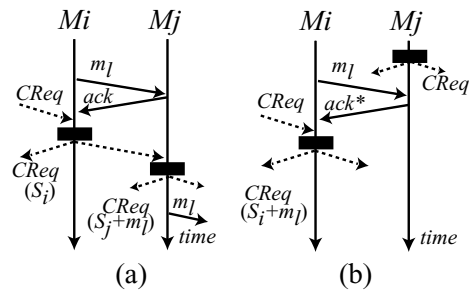 Mi Mj
m_l
CReq
ack
CReq
(S_i)
CReq
(S_j+m_l)
m_l
time
(a)
Mi Mj
m_l
CReq
CReq
ack*
CReq
(S_i+m_l)
time
(b)